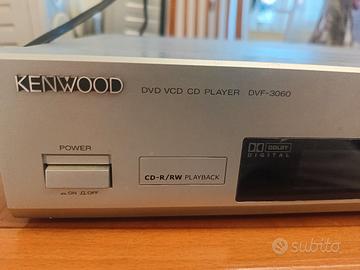 KENWOOD DVD VCD CD PLAYER DVF-3060
POWER
ON OFF
CD-R/RW PLAYBACK
DOLBY
DIGITAL
subito